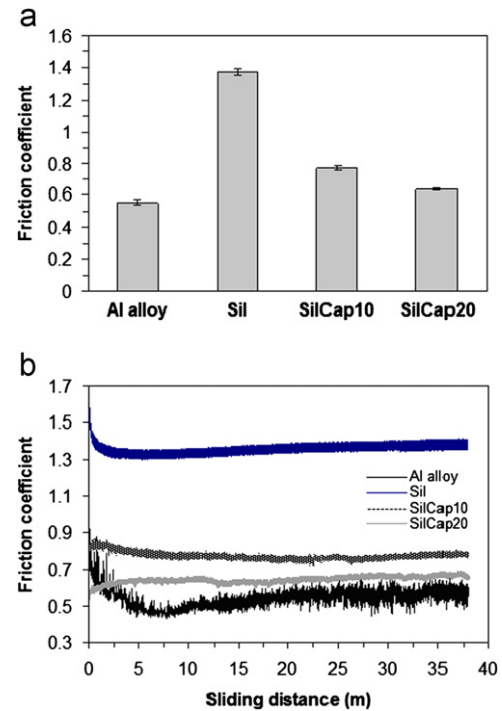 a
1.6
1.4
1.2
1
0.8
0.6
0.4
0.2
0
Friction coefficient
Al alloy Sil SilCap10 SilCap20
b
1.7
1.5
1.3
1.1
0.9
0.7
0.5
0.3
Friction coefficient
Al alloy
Sil
SilCap10
SilCap20
0 5 10 15 20 25 30 35 40
Sliding distance (m)